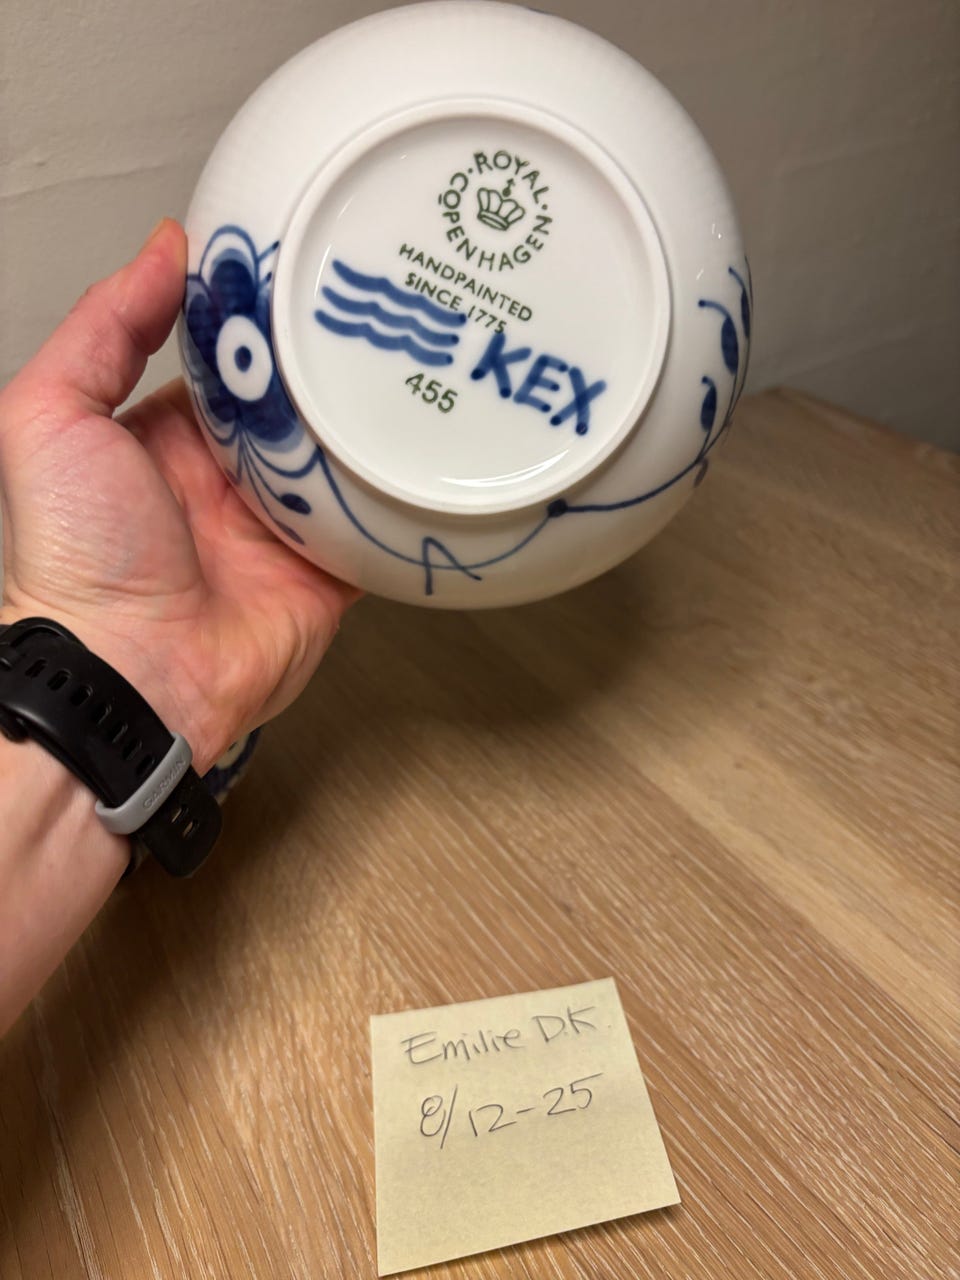 ROYAL · COPENHAGEN ·
HANDPAINTED
SINCE 1775
KEX
455
GARMIN
Emilie D.K.
8/12-25